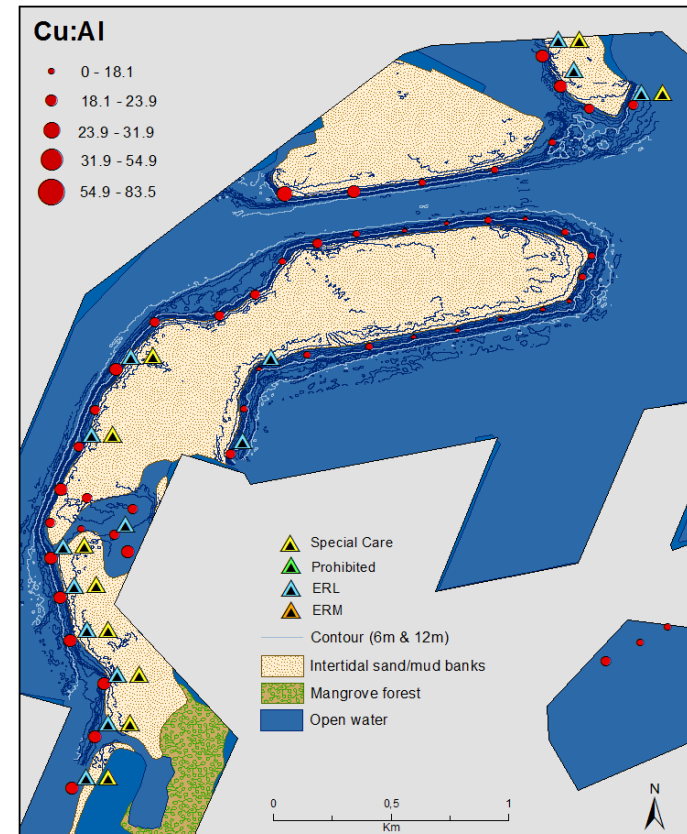 Cu:Al
0 - 18.1
18.1 - 23.9
23.9 - 31.9
31.9 - 54.9
54.9 - 83.5
Special Care
Prohibited
ERL
ERM
Contour (6m & 12m)
Intertidal sand/mud banks
Mangrove forest
Open water
0 0,5 1
Km
N